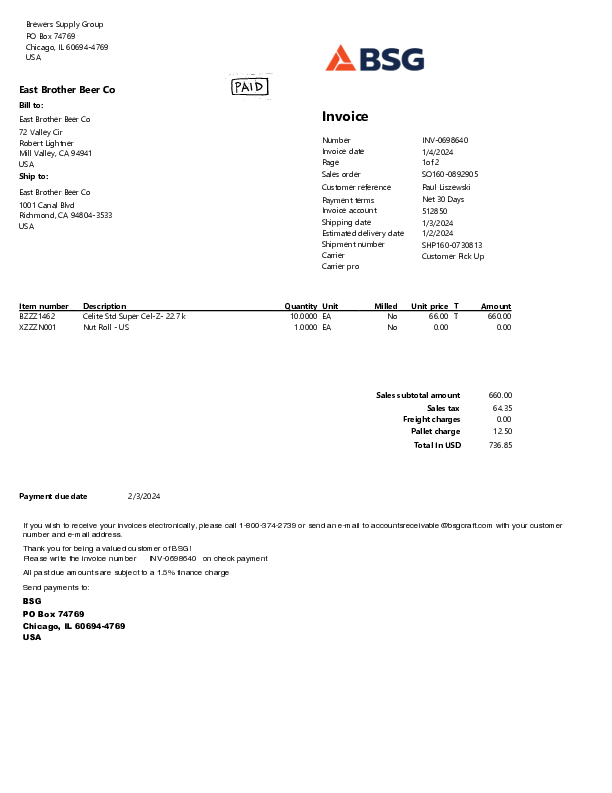 Brewers Supply Group
PO Box 74769
Chicago, IL 60694-4769
USA
BSG
PAID
East Brother Beer Co
Bill to:
East Brother Beer Co
72 Valley Cir
Robert Lightner
Mill Valley, CA 94941
USA
Ship to:
East Brother Beer Co
1001 Canal Blvd
Richmond, CA 94804-3533
USA
Invoice
Number INV-0698640
Invoice date 1/4/2024
Page 1 of 2
Sales order SO160-0892905
Customer reference Paul Liszewski
Payment terms Net 30 Days
Invoice account 512850
Shipping date 1/3/2024
Estimated delivery date 1/2/2024
Shipment number SHP160-0730813
Carrier Customer Pick Up
Carrier pro
Item number Description Quantity Unit Milled Unit price T Amount
BZZZ1462 Celite Std Super Cel-Z- 22.7 k 10.0000 EA No 66.00 T 660.00
XZZZN001 Nut Roll - US 1.0000 EA No 0.00 0.00
Sales subtotal amount 660.00
Sales tax 64.35
Freight charges 0.00
Pallet charge 12.50
Total in USD 736.85
Payment due date 2/3/2024
If you wish to receive your invoices electronically, please call 1-800-374-2739 or send an e-mail to accountsreceivable@bsgcraft.com with your customer
number and e-mail address.
Thank you for being a valued customer of BSG!
Please write the invoice number INV-0698640 on check payment
All past due amounts are subject to a 1.5% finance charge
Send payments to:
BSG
PO Box 74769
Chicago, IL 60694-4769
USA